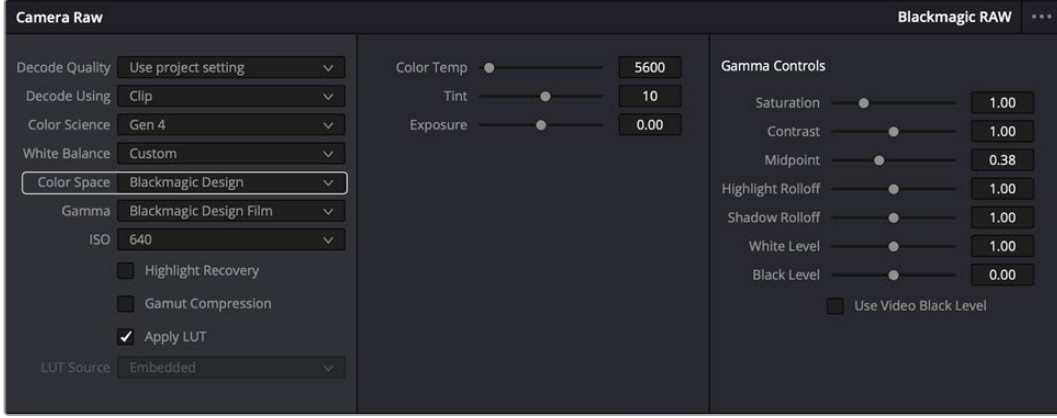 Camera Raw
Blackmagic RAW
Decode Quality Use project setting
Decode Using Clip
Color Science Gen 4
White Balance Custom
Color Space Blackmagic Design
Gamma Blackmagic Design Film
ISO 640
Highlight Recovery
Gamut Compression
Apply LUT
LUT Source Embedded
Color Temp 5600
Tint 10
Exposure 0.00
Gamma Controls
Saturation 1.00
Contrast 1.00
Midpoint 0.38
Highlight Rolloff 1.00
Shadow Rolloff 1.00
White Level 1.00
Black Level 0.00
Use Video Black Level